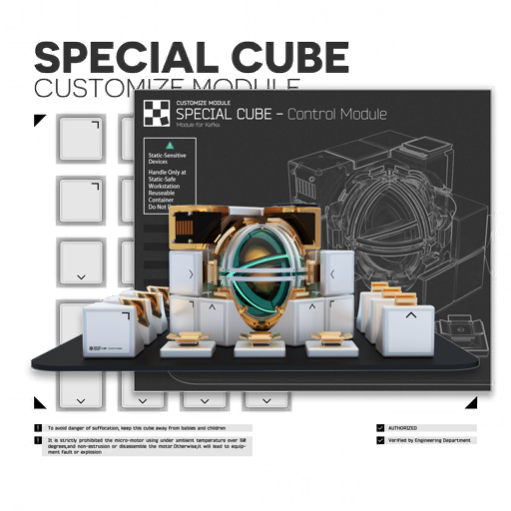 SPECIAL CUBE
CUSTOMIZE MODULE
CUSTOMIZE MODULE
SPECIAL CUBE – Control Module
Module for Kafka
Static-Sensitive
Devices
Handle Only at
Static-Safe
Workstation
Reuseable
Container
Do Not
To avoid danger of suffocation, keep this cube away from babies and children
It is strictly prohibited the micro-motor using under ambient temperature over 60
degrees,and non-extrusion or disassemble the motor.Otherwise,it will lead to equip-
ment fault or explosion
AUTHORIZED
Verified by Engineering Department